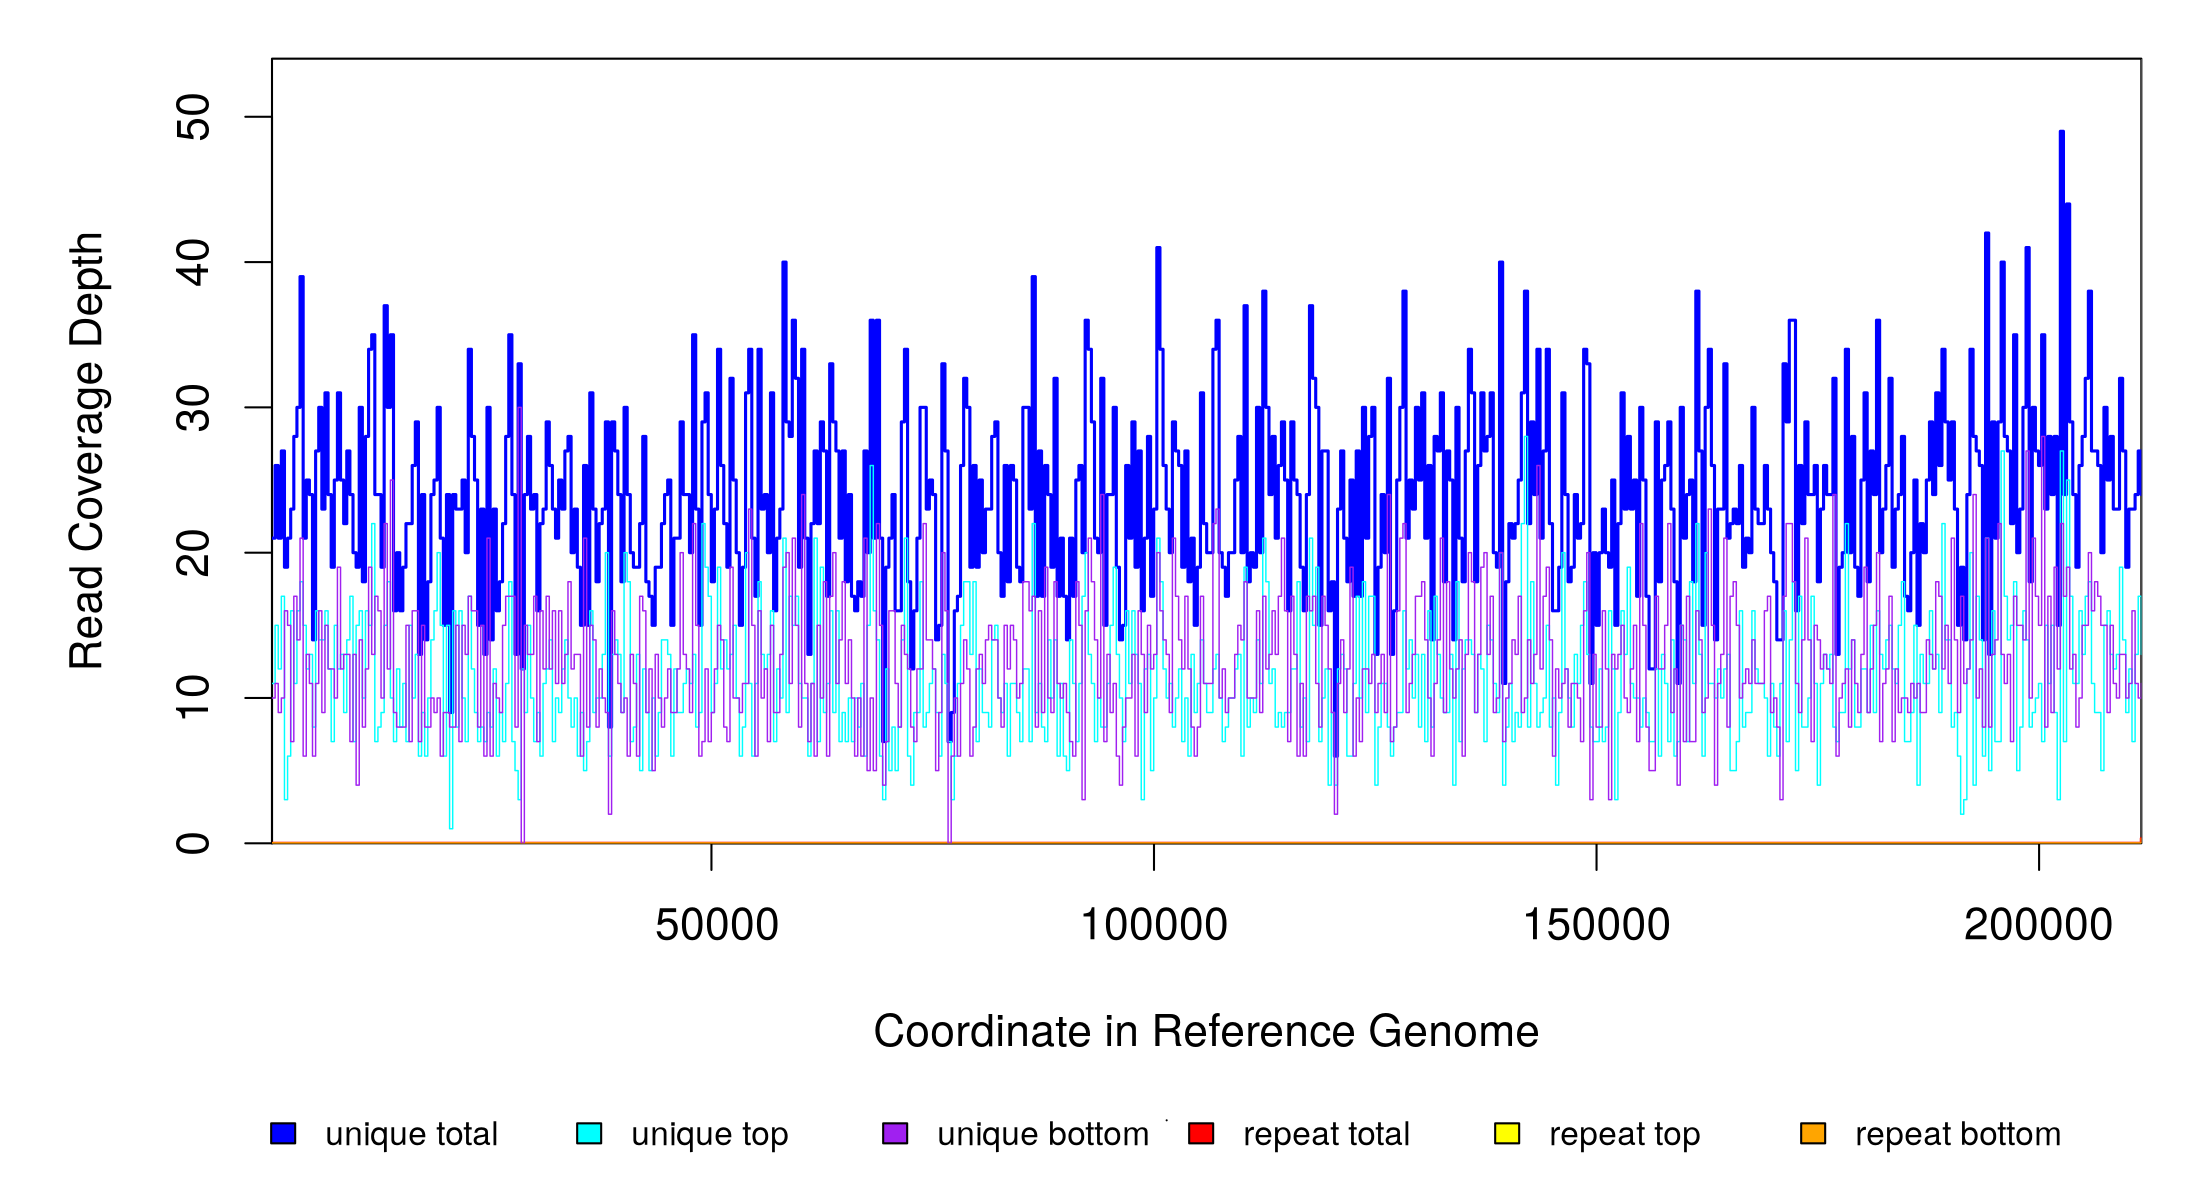 Read Coverage Depth
50
40
30
20
10
0
50000 100000 150000 200000
Coordinate in Reference Genome
unique total unique top unique bottom repeat total repeat top repeat bottom